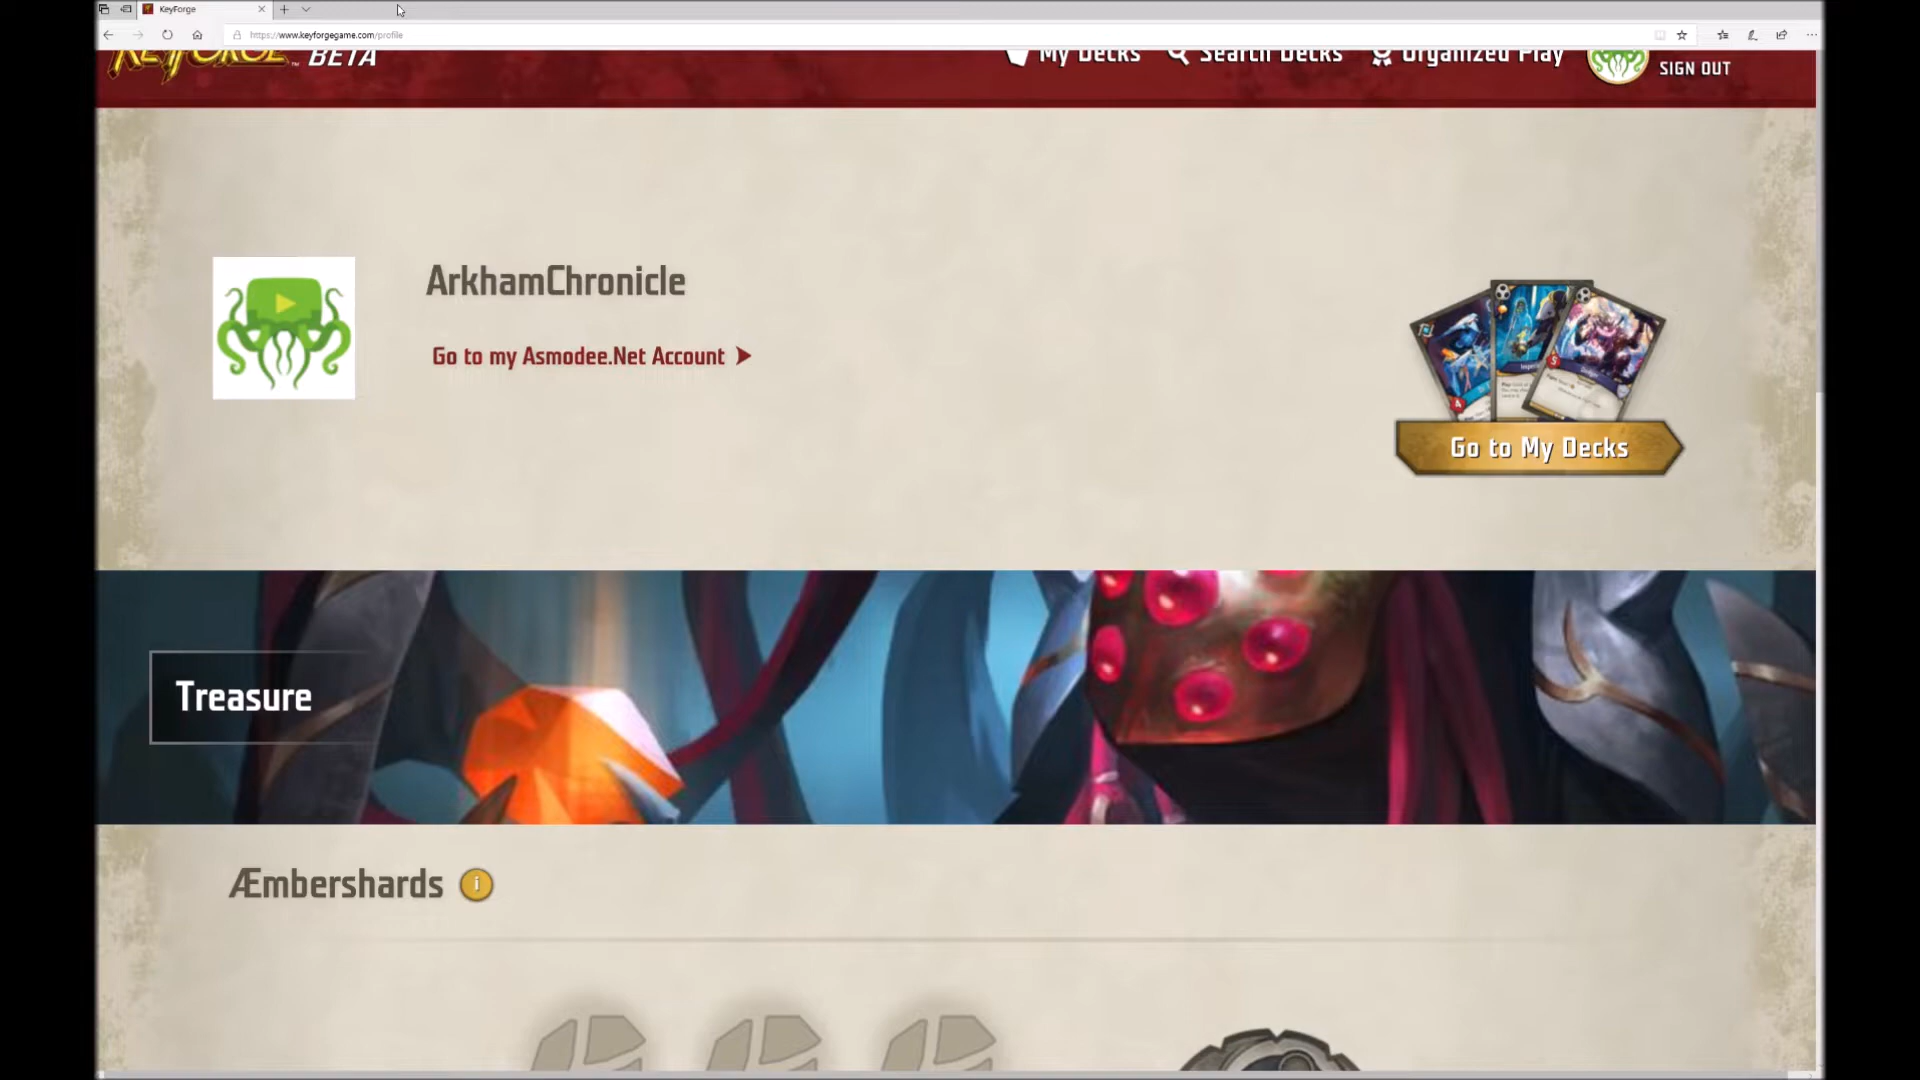 KeyForge
https://www.keyforgegame.com/profile
KEYFORGE BETA
My Decks
Search Decks
Organized Play
SIGN OUT
ArkhamChronicle
Go to my Asmodee.Net Account
Go to My Decks
Treasure
Æmbershards
i